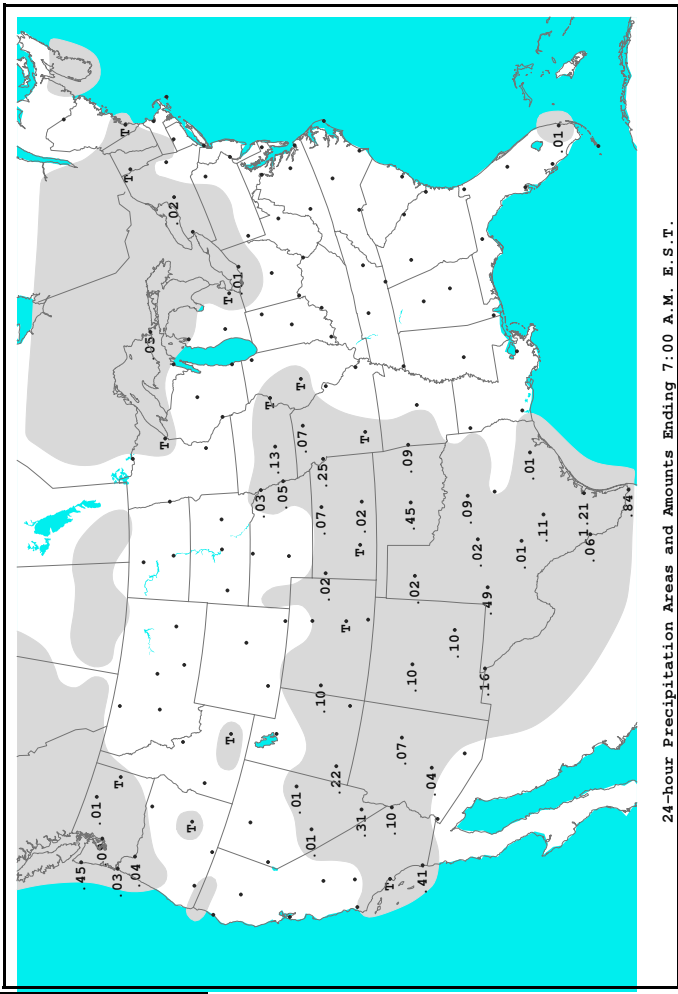 .45
.01
.03
T
T
T
.04
.05
T
.02
T
T
T
.01
.03
T
.13
.05
.01
T
.07
.01
.10
.07
.25
.02
.22
T
T
.02
.31
T
T
.10
.07
.09
.45
.10
.02
.41
.04
.10
.09
.02
.16
.49
.01
.01
.11
.01
1.21
.06
.84
24-hour Precipitation Areas and Amounts Ending 7:00 A.M. E.S.T.